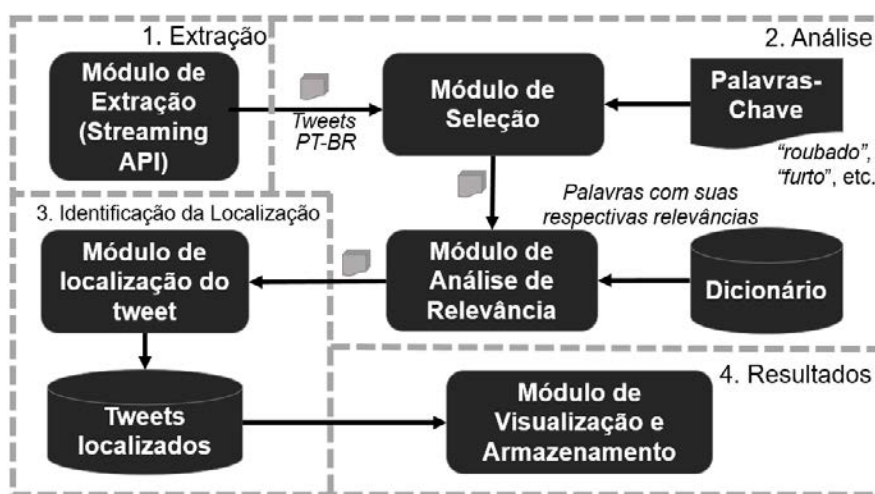 1. Extração
Módulo de
Extração
(Streaming
API)
Tweets
PT-BR
2. Análise
Módulo de
Seleção
Palavras-
Chave
“roubado”,
“furto”, etc.
Palavras com suas
respectivas relevâncias
Módulo de
Análise de
Relevância
Dicionário
3. Identificação da Localização
Módulo de
localização do
tweet
Tweets
localizados
4. Resultados
Módulo de
Visualização e
Armazenamento